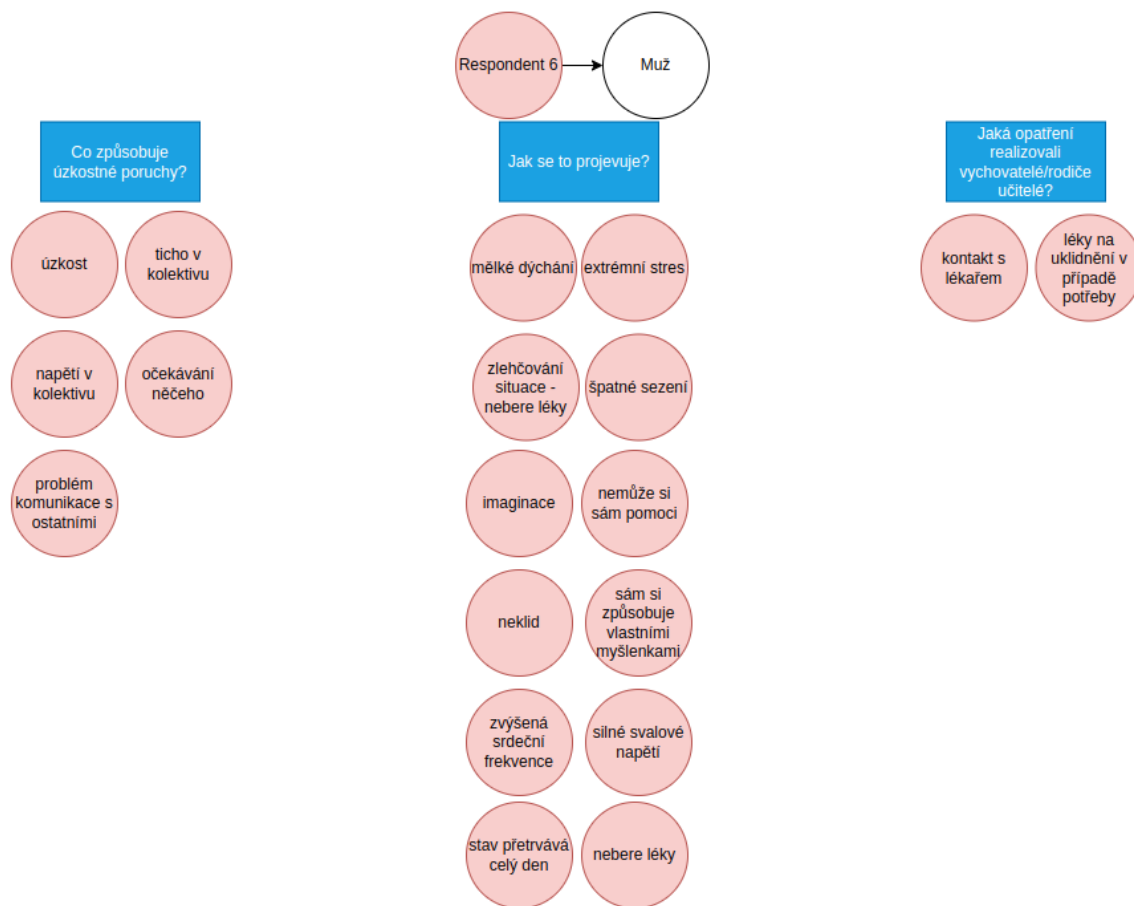 Respondent 6
Muž
Co způsobuje
úzkostné poruchy?
úzkost
ticho v
kolektivu
napětí v
kolektivu
očekávání
něčeho
problém
komunikace s
ostatními
Jak se to projevuje?
mělké dýchání
extrémní stres
zlehčování
situace -
nebere léky
špatné sezení
imaginace
nemůže si
sám pomoci
neklid
sám si
způsobuje
vlastními
myšlenkami
zvýšená
srdeční
frekvence
silné svalové
napětí
stav přetrvává
celý den
nebere léky
Jaká opatření
realizovali
vychovatelé/rodiče
učitelé?
kontakt s
lékařem
léky na
uklidnění v
případě
potřeby